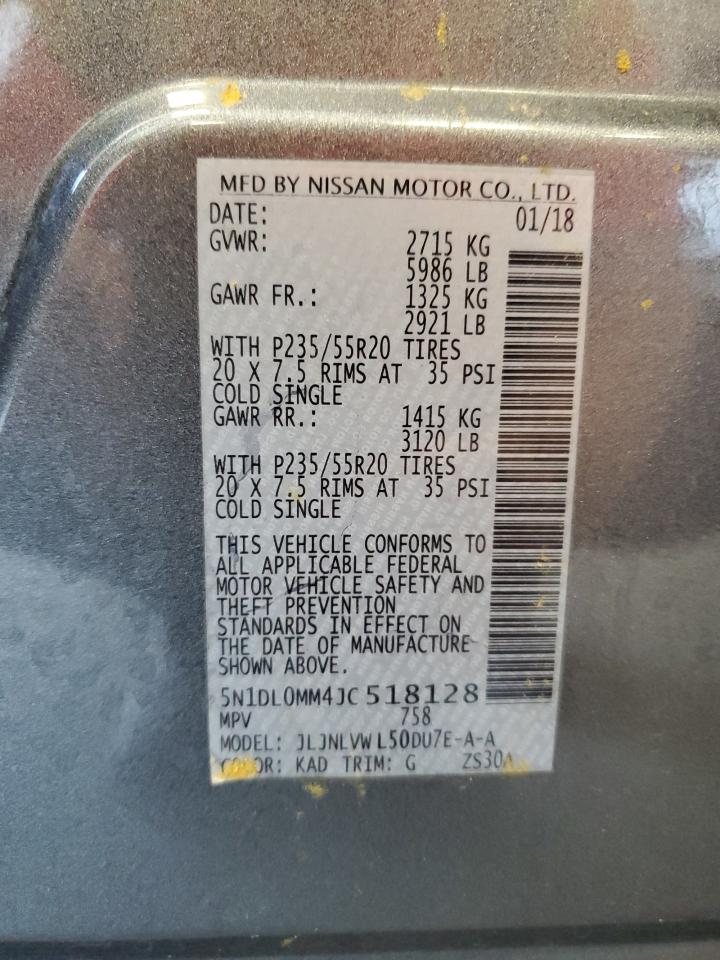 MFD BY NISSAN MOTOR CO., LTD.
DATE: 01/18
GVWR: 2715 KG
5986 LB
GAWR FR.: 1325 KG
2921 LB
WITH P235/55R20 TIRES
20 X 7.5 RIMS AT 35 PSI
COLD SINGLE
GAWR RR.: 1415 KG
3120 LB
WITH P235/55R20 TIRES
20 X 7.5 RIMS AT 35 PSI
COLD SINGLE
THIS VEHICLE CONFORMS TO
ALL APPLICABLE FEDERAL
MOTOR VEHICLE SAFETY AND
THEFT PREVENTION
STANDARDS IN EFFECT ON
THE DATE OF MANUFACTURE
SHOWN ABOVE.
5N1DL0MM4JC518128
MPV 758
MODEL: JLJNLVW L50DU7E-A-A
COLOR: KAD TRIM: G ZS30A